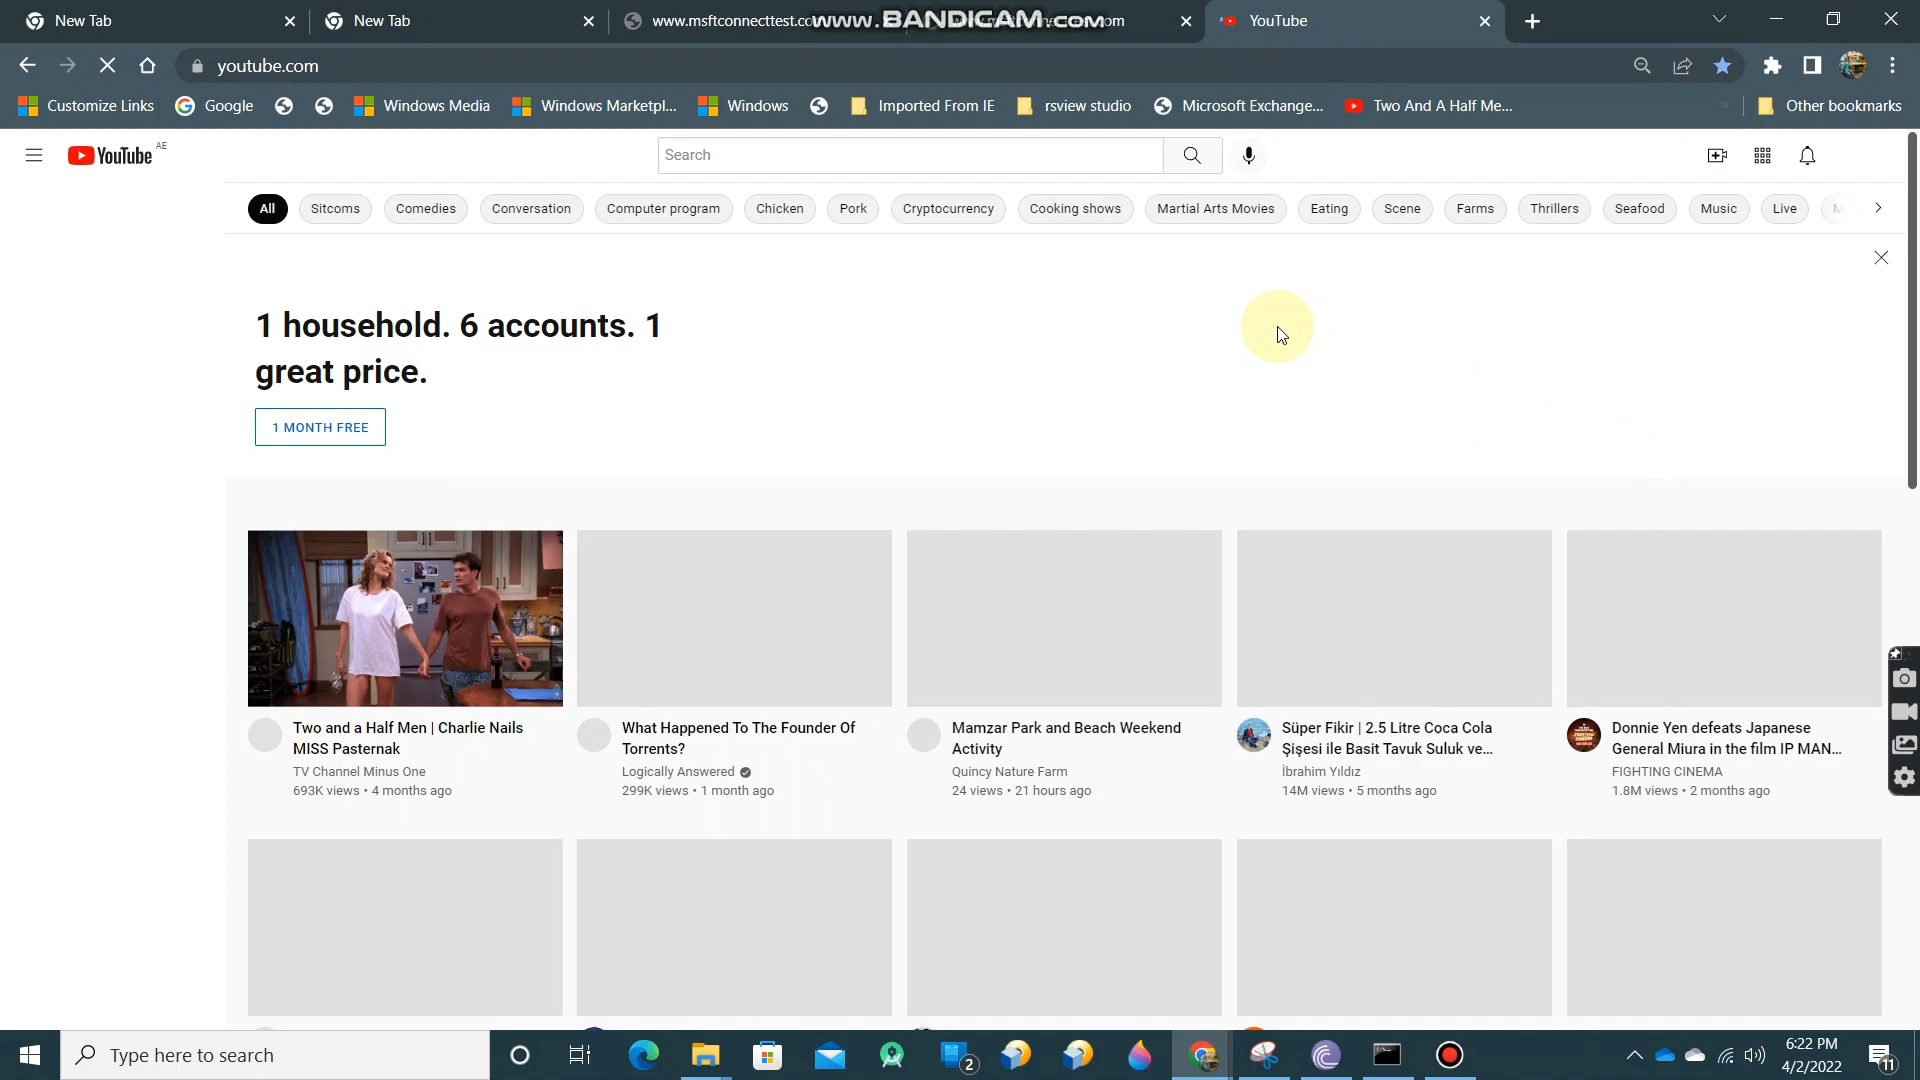 New Tab
New Tab
www.msftconnecttest.co
www.BANDICAM.com
YouTube
youtube.com
Customize Links
Google
Windows Media
Windows Marketpl...
Windows
Imported From IE
rsview studio
Microsoft Exchange...
Two And A Half Me...
Other bookmarks
YouTube AE
Search
All
Sitcoms
Comedies
Conversation
Computer program
Chicken
Pork
Cryptocurrency
Cooking shows
Martial Arts Movies
Eating
Scene
Farms
Thrillers
Seafood
Music
Live
1 household. 6 accounts. 1
great price.
1 MONTH FREE
Two and a Half Men | Charlie Nails
MISS Pasternak
TV Channel Minus One
693K views • 4 months ago
What Happened To The Founder Of
Torrents?
Logically Answered
299K views • 1 month ago
Mamzar Park and Beach Weekend
Activity
Quincy Nature Farm
24 views • 21 hours ago
Süper Fikir | 2.5 Litre Coca Cola
Şişesi ile Basit Tavuk Suluk ve...
İbrahim Yıldız
14M views • 5 months ago
Donnie Yen defeats Japanese
General Miura in the film IP MAN...
FIGHTING CINEMA
1.8M views • 2 months ago
Type here to search
2
6:22 PM
4/2/2022
11